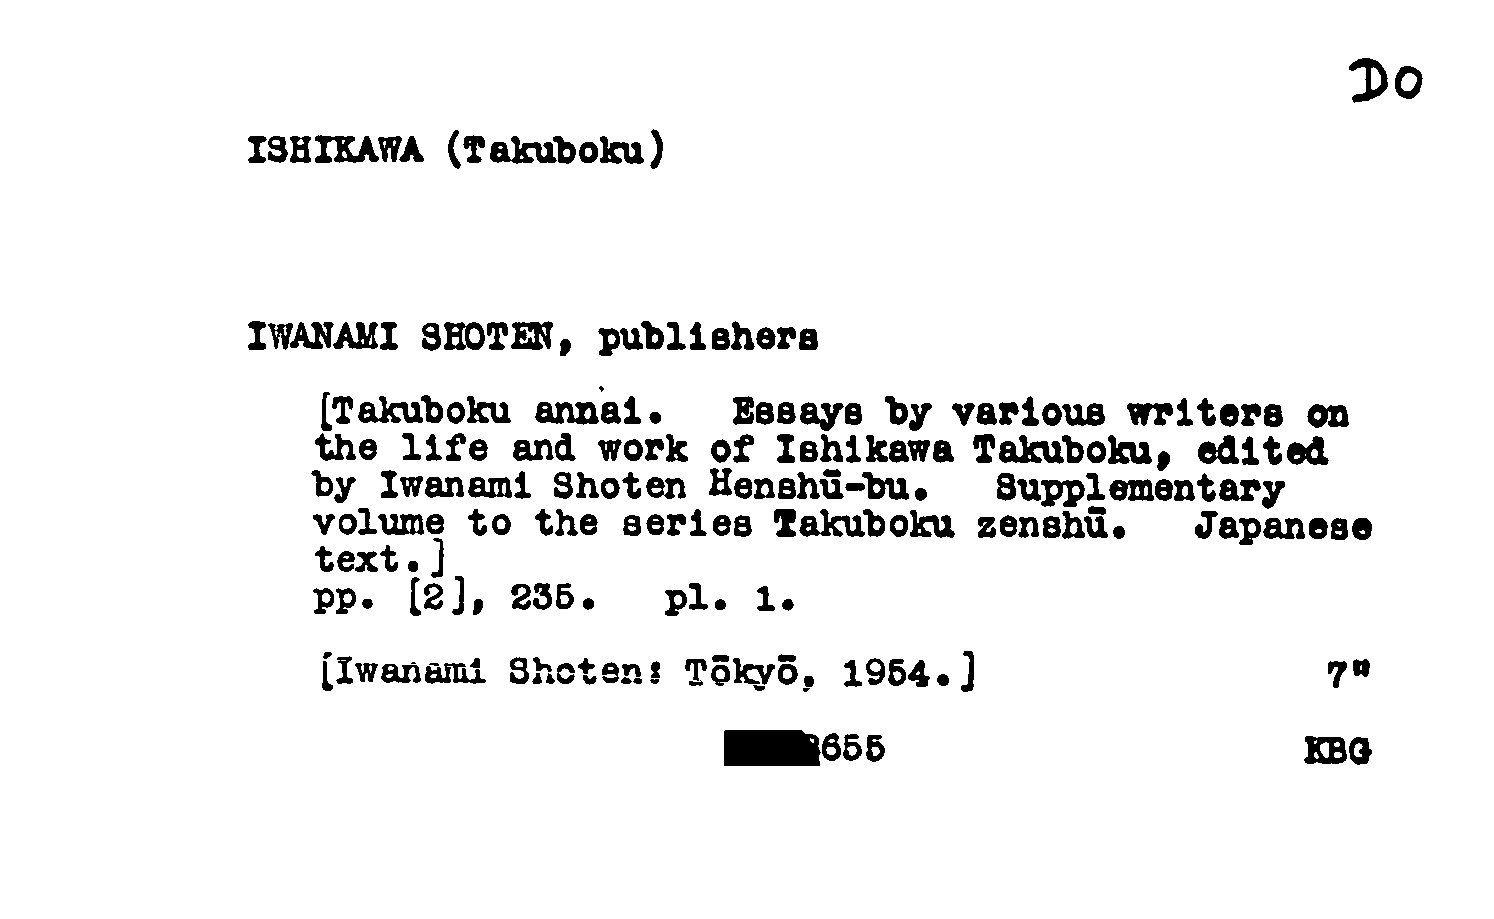 DO
ISHIKAWA (Takuboku)
IWANAMI SHOTEN, publishers
[Takuboku annai. Essays by various writers on
the life and work of Ishikawa Takuboku, edited
by Iwanami Shoten Henshū-bu. Supplementary
volume to the series Takuboku zenshū. Japanese
text.]
pp. [2], 235. pl. 1.
[Iwanami Shoten: Tōkyō, 1954.] 7"
655 KBG